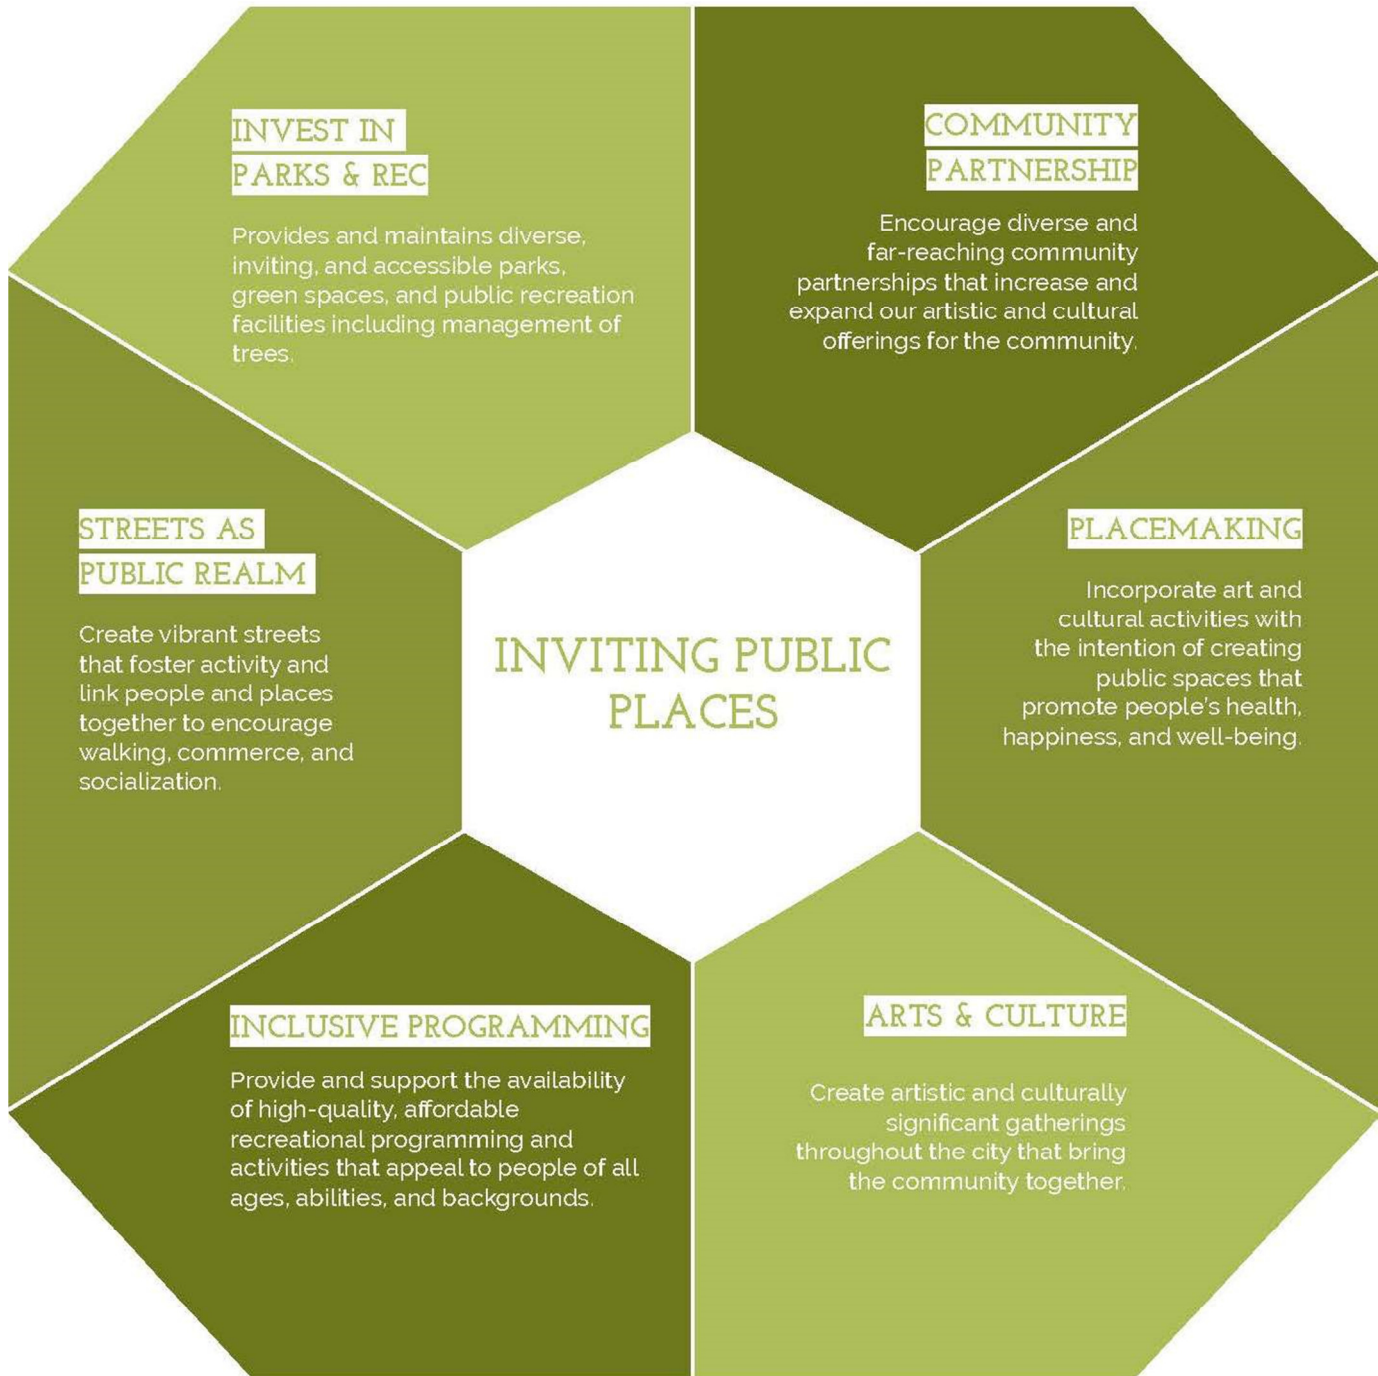 INVEST IN
PARKS & REC
Provides and maintains diverse,
inviting, and accessible parks,
green spaces, and public recreation
facilities including management of
trees.
COMMUNITY
PARTNERSHIP
Encourage diverse and
far-reaching community
partnerships that increase and
expand our artistic and cultural
offerings for the community.
STREETS AS
PUBLIC REALM
Create vibrant streets
that foster activity and
link people and places
together to encourage
walking, commerce, and
socialization.
INVITING PUBLIC
PLACES
PLACEMAKING
Incorporate art and
cultural activities with
the intention of creating
public spaces that
promote people's health,
happiness, and well-being.
INCLUSIVE PROGRAMMING
Provide and support the availability
of high-quality, affordable
recreational programming and
activities that appeal to people of all
ages, abilities, and backgrounds.
ARTS & CULTURE
Create artistic and culturally
significant gatherings
throughout the city that bring
the community together.